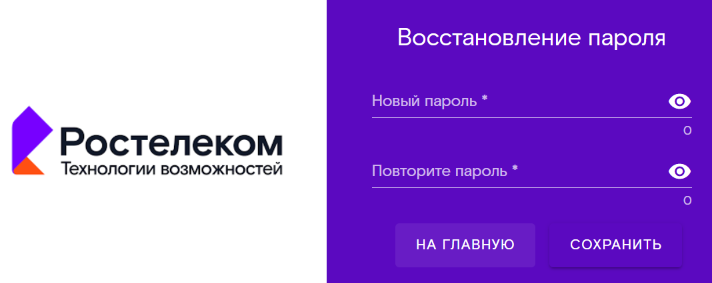 Ростелеком
Технологии возможностей
Восстановление пароля
Новый пароль *
0
Повторите пароль *
0
НА ГЛАВНУЮ
СОХРАНИТЬ